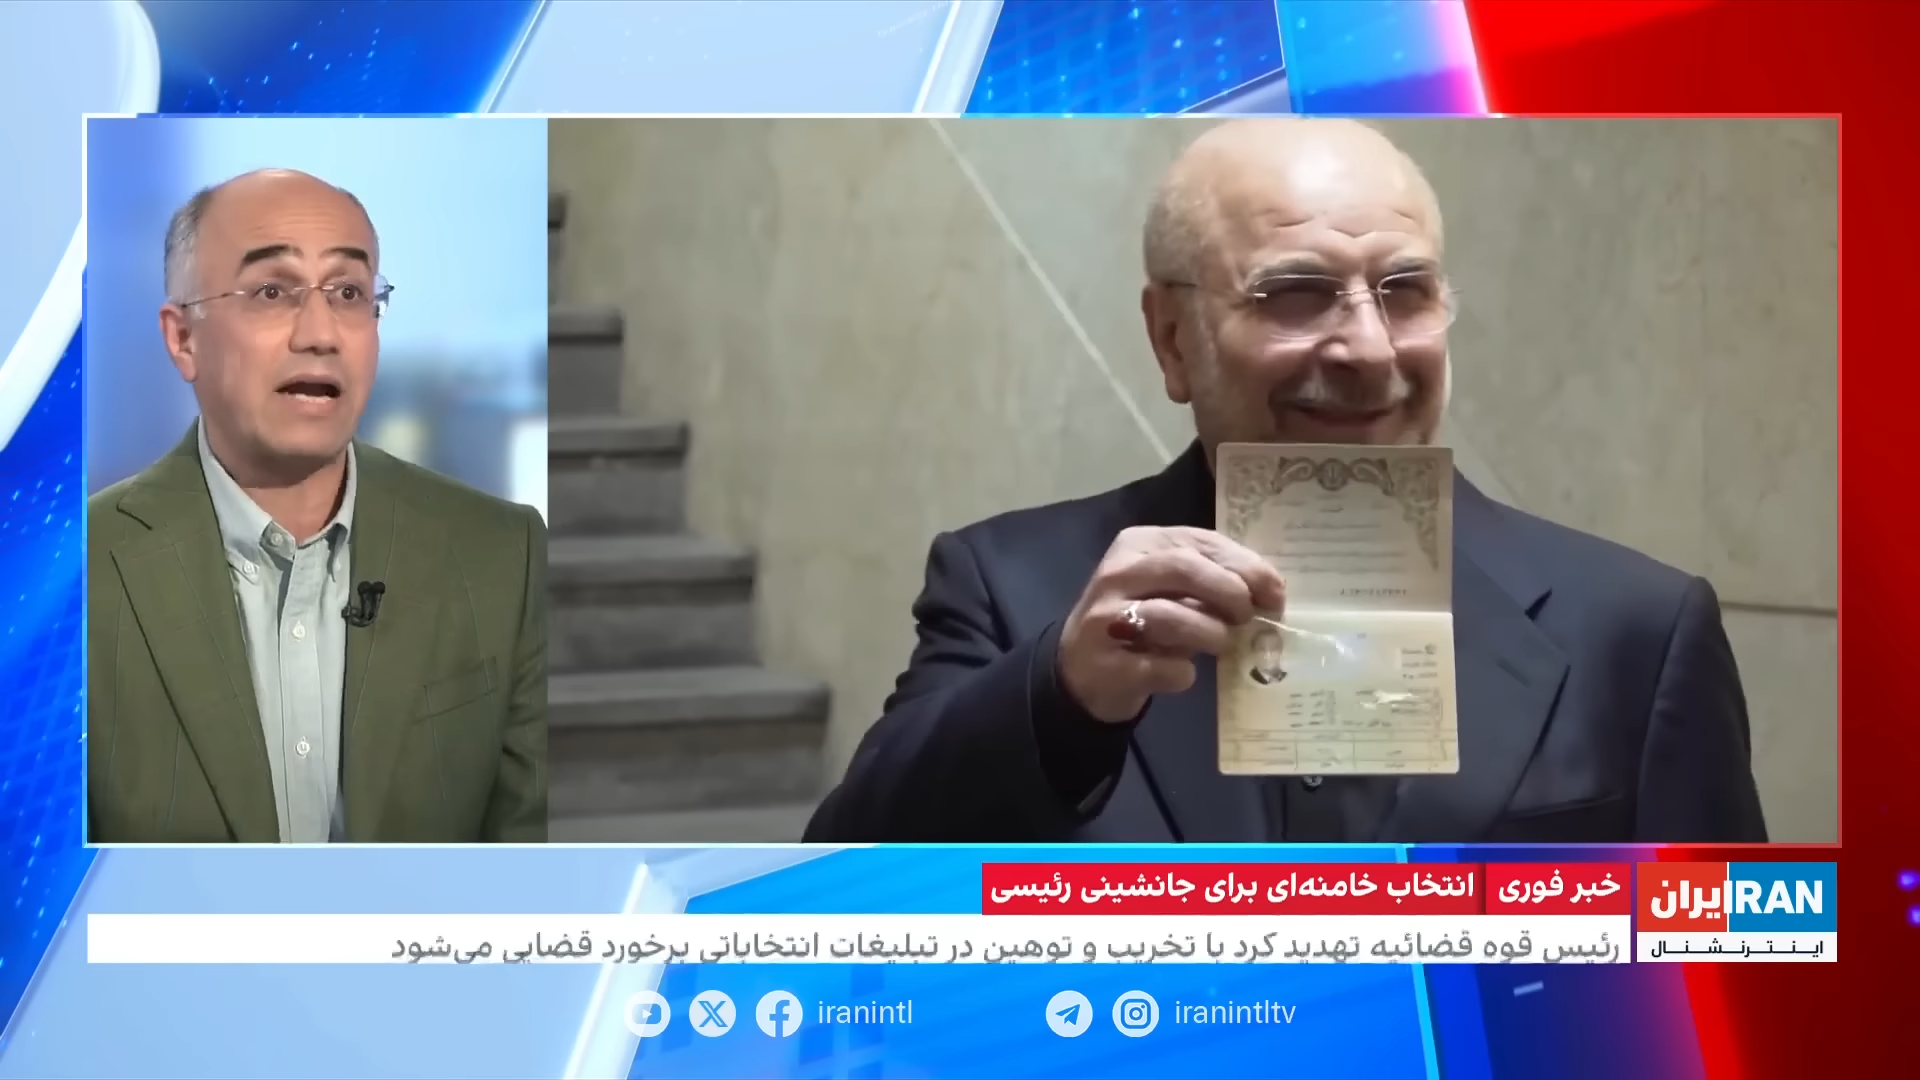 خبر فوری
انتخاب خامنه‌ای برای جانشینی رئیسی
رئیس قوه قضائیه تهدید کرد با تخریب و توهین در تبلیغات انتخاباتی برخورد قضایی می‌شود
ایران IRAN
اینترنشنال
iranintl
iranintltv